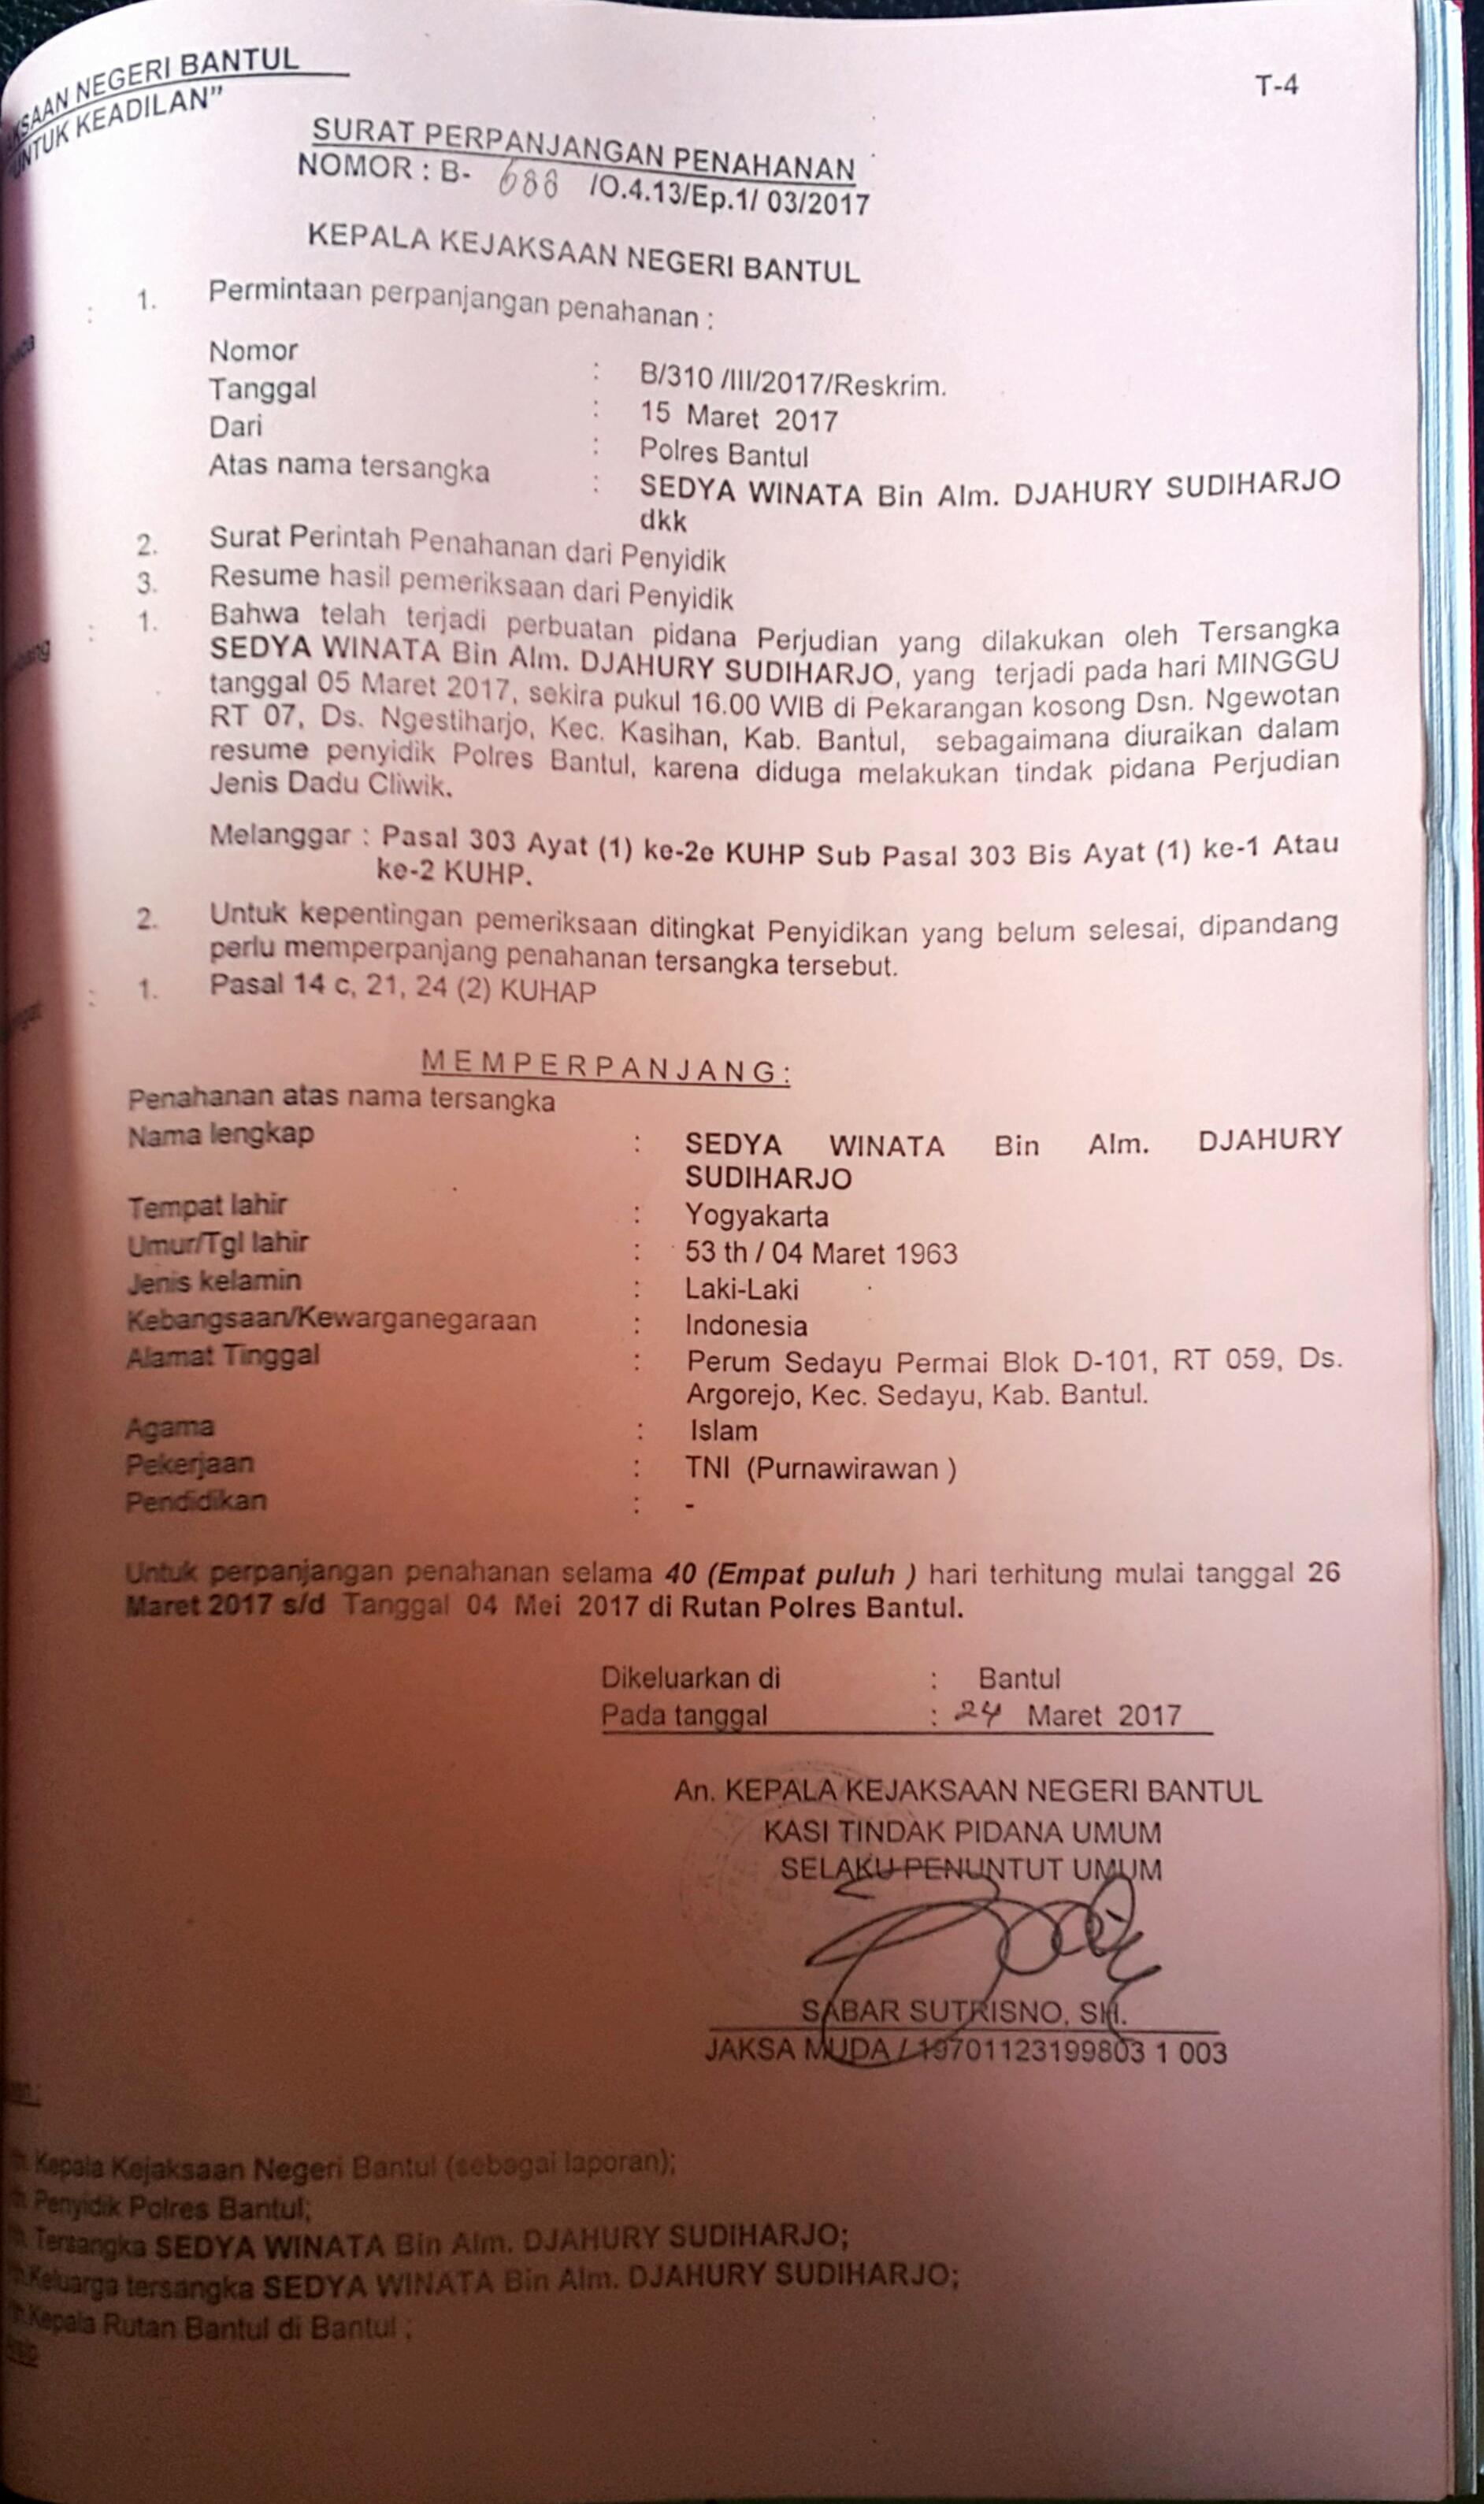 NEGERI BANTUL
KEADILAN"
T-4
SURAT PERPANJANGAN PENAHANAN
NOMOR : B- 688 /O.4.13/Ep.1/ 03/2017
KEPALA KEJAKSAAN NEGERI BANTUL
: 1. Permintaan perpanjangan penahanan :
Nomor : B/310 /III/2017/Reskrim.
Tanggal : 15 Maret 2017
Dari : Polres Bantul
Atas nama tersangka : SEDYA WINATA Bin Alm. DJAHURY SUDIHARJO
dkk
2. Surat Perintah Penahanan dari Penyidik
3. Resume hasil pemeriksaan dari Penyidik
: 1. Bahwa telah terjadi perbuatan pidana Perjudian yang dilakukan oleh Tersangka
SEDYA WINATA Bin Alm. DJAHURY SUDIHARJO, yang terjadi pada hari MINGGU
tanggal 05 Maret 2017, sekira pukul 16.00 WIB di Pekarangan kosong Dsn. Ngewotan
RT 07, Ds. Ngestiharjo, Kec. Kasihan, Kab. Bantul, sebagaimana diuraikan dalam
resume penyidik Polres Bantul, karena diduga melakukan tindak pidana Perjudian
Jenis Dadu Cliwik.
Melanggar : Pasal 303 Ayat (1) ke-2e KUHP Sub Pasal 303 Bis Ayat (1) ke-1 Atau
ke-2 KUHP.
2. Untuk kepentingan pemeriksaan ditingkat Penyidikan yang belum selesai, dipandang
perlu memperpanjang penahanan tersangka tersebut.
: 1. Pasal 14 c, 21, 24 (2) KUHAP
MEMPERPANJANG:
Penahanan atas nama tersangka
Nama lengkap : SEDYA WINATA Bin Alm. DJAHURY
SUDIHARJO
Tempat lahir : Yogyakarta
Umur/Tgl lahir : 53 th / 04 Maret 1963
Jenis kelamin : Laki-Laki
Kebangsaan/Kewarganegaraan : Indonesia
Alamat Tinggal : Perum Sedayu Permai Blok D-101, RT 059, Ds.
Argorejo, Kec. Sedayu, Kab. Bantul.
Agama : Islam
Pekerjaan : TNI (Purnawirawan )
Pendidikan : -
Untuk perpanjangan penahanan selama 40 (Empat puluh ) hari terhitung mulai tanggal 26
Maret 2017 s/d Tanggal 04 Mei 2017 di Rutan Polres Bantul.
Dikeluarkan di : Bantul
Pada tanggal : 24 Maret 2017
An. KEPALA KEJAKSAAN NEGERI BANTUL
KASI TINDAK PIDANA UMUM
SELAKU PENUNTUT UMUM
SABAR SUTRISNO, SH.
JAKSA MUDA / 19701123199803 1 003
Kepala Kejaksaan Negeri Bantul (sebagai laporan);
Penyidik Polres Bantul;
Tersangka SEDYA WINATA Bin Alm. DJAHURY SUDIHARJO;
Keluarga tersangka SEDYA WINATA Bin Alm. DJAHURY SUDIHARJO;
Kepala Rutan Bantul di Bantul ;